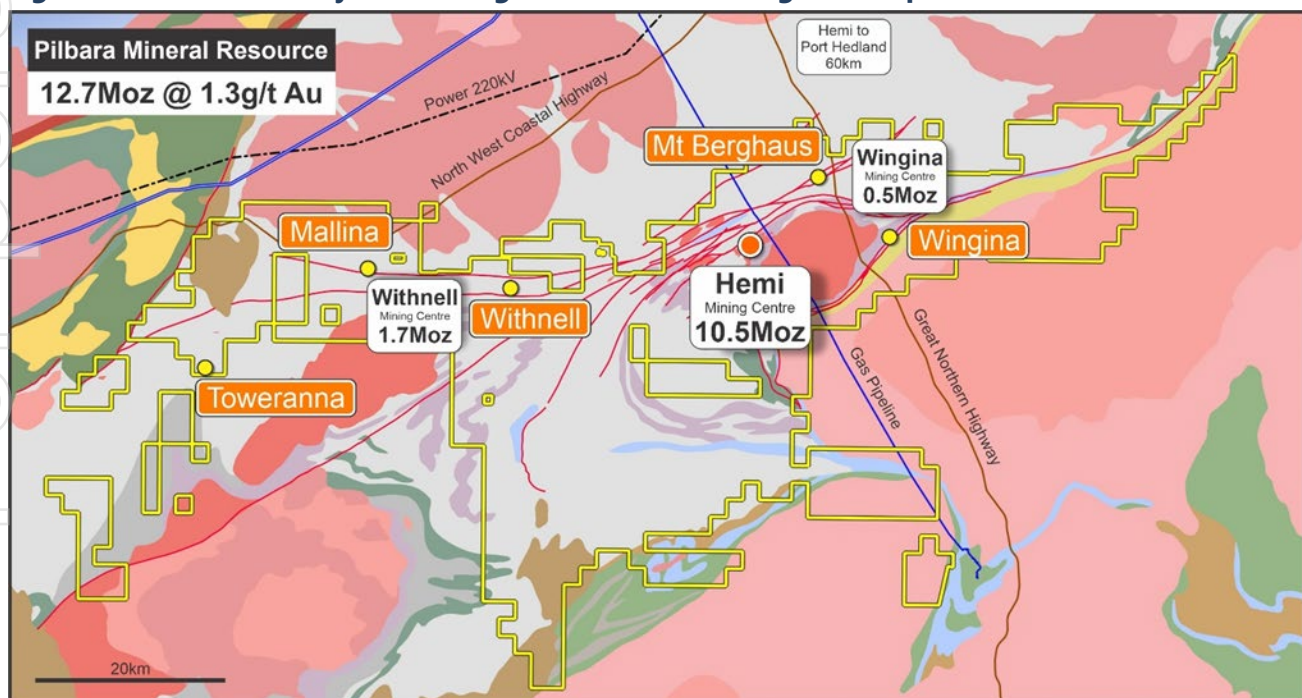 Pilbara Mineral Resource
12.7Moz @ 1.3g/t Au
Hemi to
Port Hedland
60km
Power 220kV
North West Coastal Highway
Mt Berghaus
Wingina
Mining Centre
0.5Moz
Mallina
Wingina
Withnell
Mining Centre
1.7Moz
Withnell
Hemi
Mining Centre
10.5Moz
Toweranna
Gas Pipeline
Great Northern Highway
20km